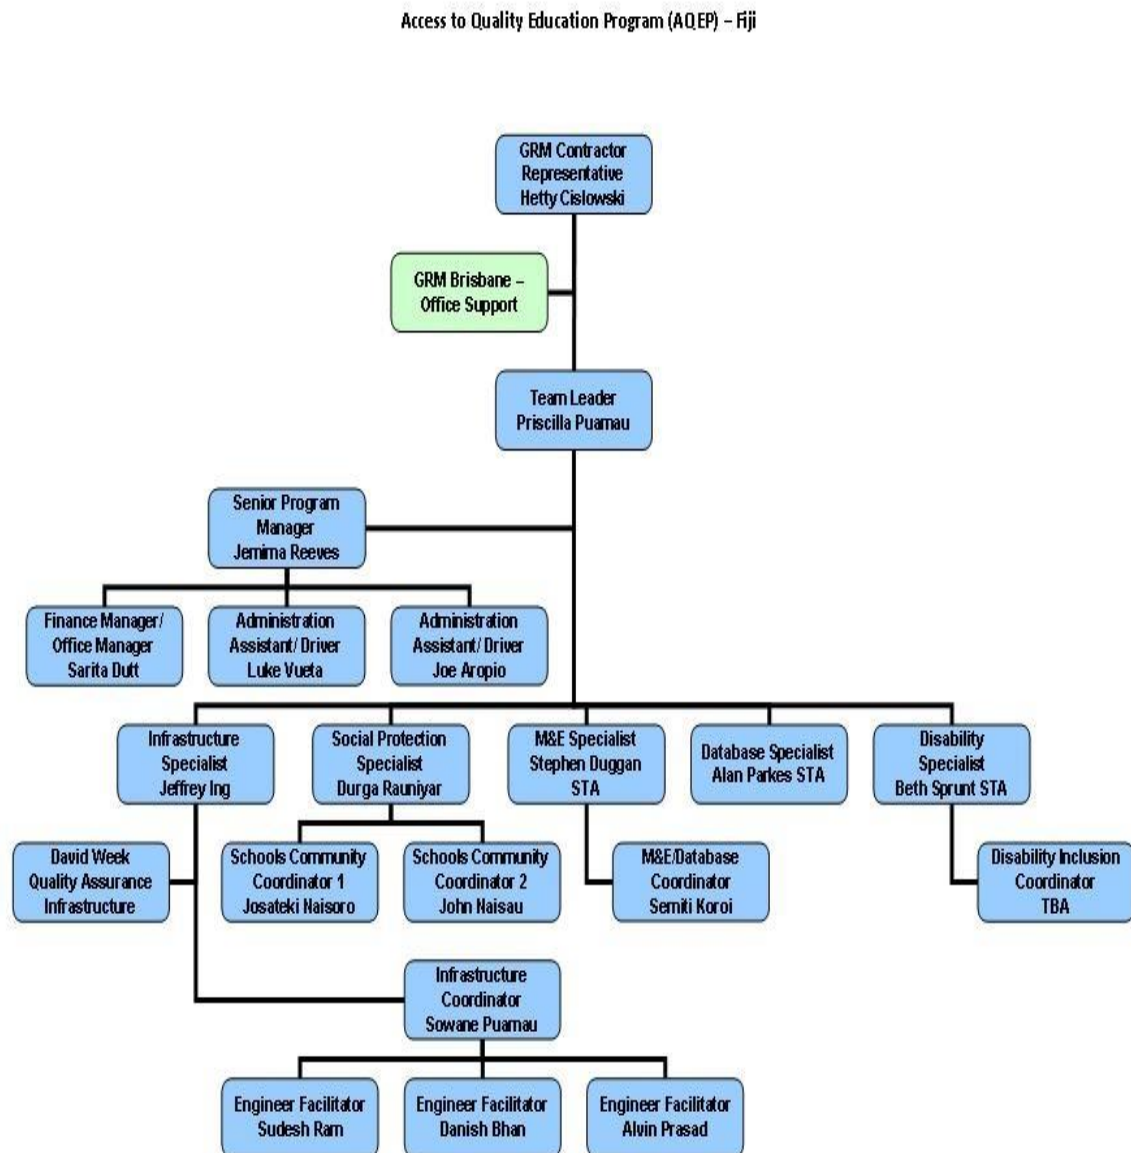 Access to Quality Education Program (AQEP) – Fiji
GRM Contractor
Representative
Hetty Cislowski
GRM Brisbane –
Office Support
Team Leader
Priscilla Puamau
Senior Program
Manager
Jemima Reeves
Finance Manager/
Office Manager
Sarita Dutt
Administration
Assistant/ Driver
Luke Vueta
Administration
Assistant/ Driver
Joe Aropio
Infrastructure
Specialist
Jeffrey Ing
Social Protection
Specialist
Durga Rauniyar
M&E Specialist
Stephen Duggan
STA
Database Specialist
Alan Parkes STA
Disability
Specialist
Beth Sprunt STA
David Week
Quality Assurance
Infrastructure
Schools Community
Coordinator 1
Josateki Naisoro
Schools Community
Coordinator 2
John Naisau
M&E/Database
Coordinator
Semiti Koroi
Disability Inclusion
Coordinator
TBA
Infrastructure
Coordinator
Sowane Puamau
Engineer Facilitator
Sudesh Ram
Engineer Facilitator
Danish Bhan
Engineer Facilitator
Alvin Prasad